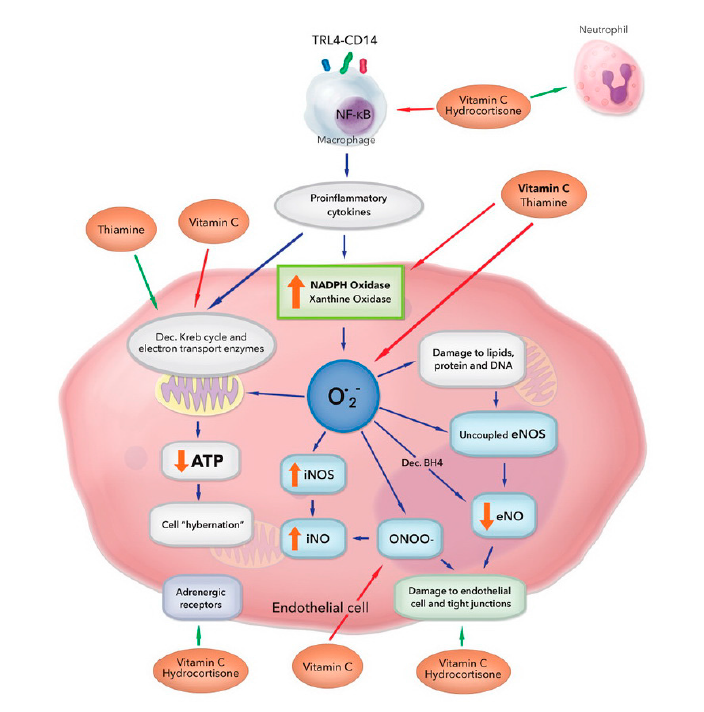 Neutrophil
TRL4-CD14
NF-κB
Macrophage
Vitamin C
Hydrocortisone
Proinflammatory
cytokines
Vitamin C
Thiamine
Thiamine
Vitamin C
NADPH Oxidase
Xanthine Oxidase
Dec. Kreb cycle and
electron transport enzymes
Damage to lipids,
protein and DNA
O₂˙⁻
Uncoupled eNOS
ATP
iNOS
Dec. BH4
eNO
Cell "hybernation"
iNO
ONOO-
Adrenergic
receptors
Endothelial cell
Damage to endothelial
cell and tight junctions
Vitamin C
Hydrocortisone
Vitamin C
Vitamin C
Hydrocortisone